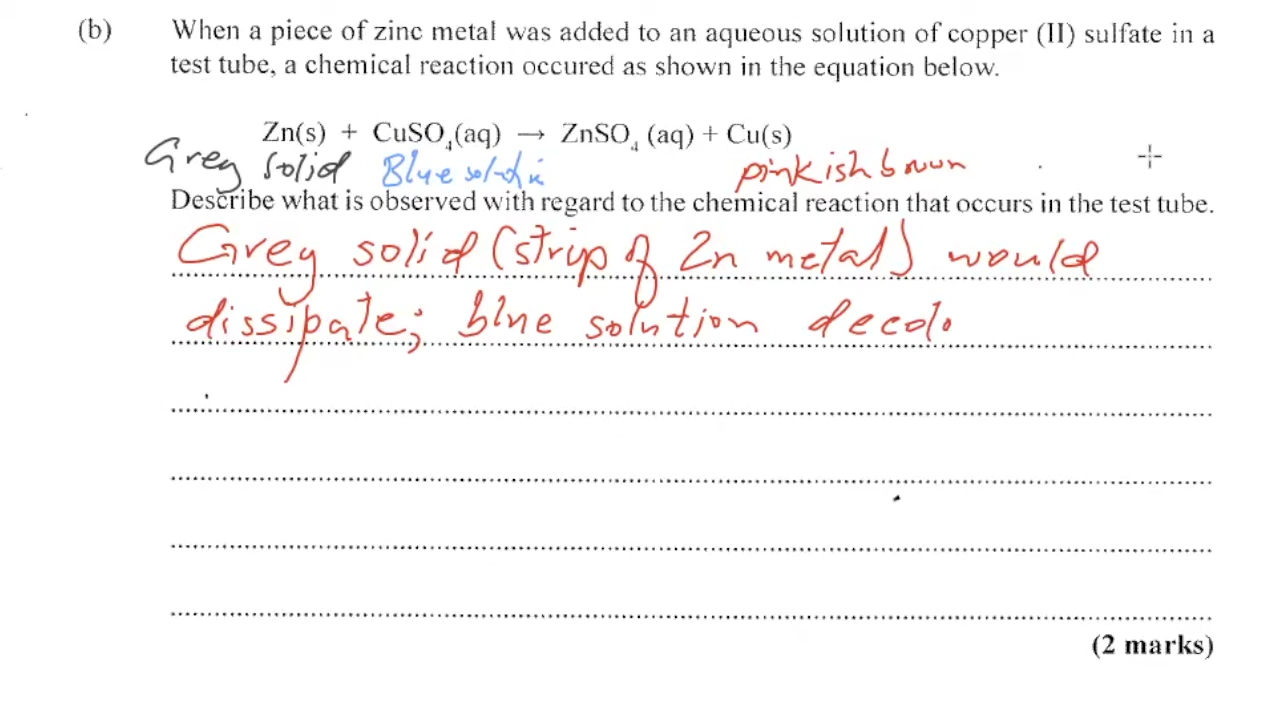 (b) When a piece of zinc metal was added to an aqueous solution of copper (II) sulfate in a
test tube, a chemical reaction occured as shown in the equation below.
Zn(s) + CuSO₄(aq) → ZnSO₄ (aq) + Cu(s)
Grey solid Blue solutin pinkish brown
Describe what is observed with regard to the chemical reaction that occurs in the test tube.
Grey solid (strip of Zn metal) would
dissipate; blue solution decolo
(2 marks)